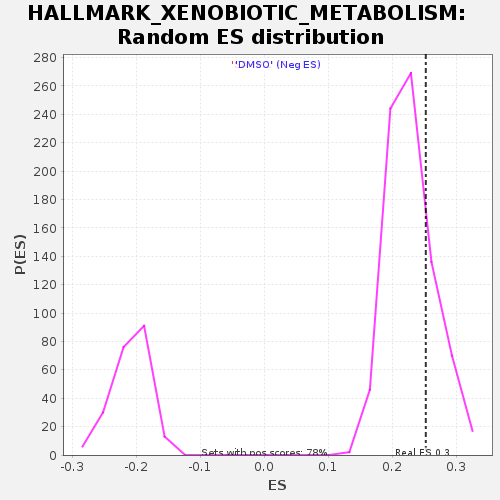 HALLMARK_XENOBIOTIC_METABOLISM:
Random ES distribution
''DMSO' (Neg ES)
280
260
240
220
200
180
160
140
120
100
80
60
40
20
0
P(ES)
Sets with pos scores: 78%
Real ES 0.3
-0.3 -0.2 -0.1 0.0 0.1 0.2 0.3
ES